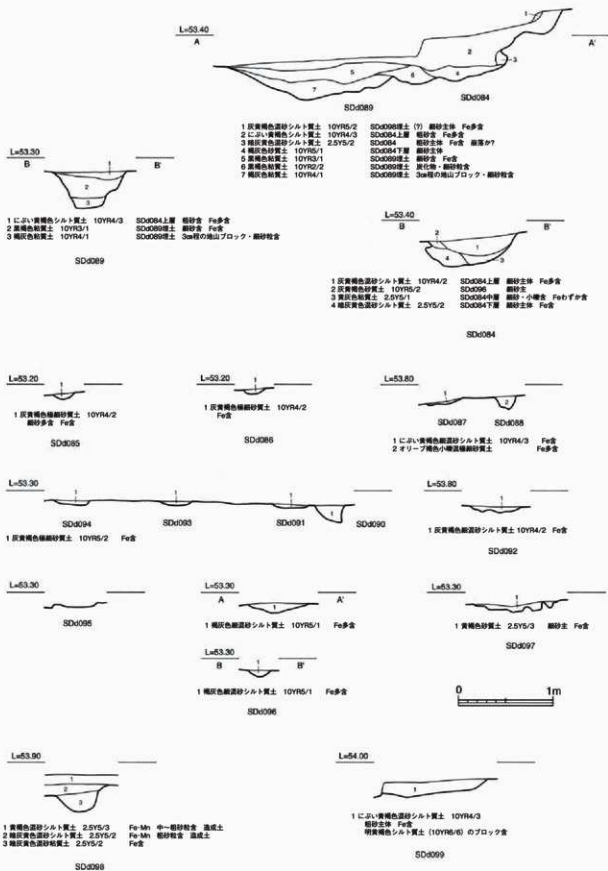 L=53.40
A A'
1
2
3
5
6
4
7
SDd089 SDd084
1 灰黄褐色混砂シルト質土 10YR5/2 SDd098埋土(?) 細砂主体 Fe多含
2 にぶい黄褐色シルト質土 10YR4/3 SDd084上層 粗砂含 Fe多含
3 暗灰黄色混砂シルト質土 2.5Y5/2 SDd084 粗砂主体 Fe含 崩落か?
4 褐灰色砂質土 10YR5/1 SDd084下層 細砂主体
5 黒褐色粘質土 10YR3/1 SDd089埋土 細砂含 Fe含
6 黒褐色粘質土 10YR2/2 SDd089埋土 炭化物・細砂粒含
7 褐灰色粘質土 10YR4/1 SDd089埋土 3cm程の地山ブロック・細砂粒含
L=53.30
B B'
1
2
3
1 にぶい黄褐色シルト質土 10YR4/3 SDd084上層 粗砂含 Fe多含
2 黒褐色粘質土 10YR3/1 SDd089埋土 細砂含 Fe含
3 褐灰色粘質土 10YR4/1 SDd089埋土 3cm程の地山ブロック・細砂粒含
SDd089
L=53.40
B B'
2
1
4
3
1 灰黄褐色混砂シルト質土 10YR4/2 SDd084上層 細砂主体 Fe多含
2 灰黄褐色砂質土 10YR5/2 SDd096 細砂主
3 黄灰色粘質土 2.5Y5/1 SDd084中層 細砂・小礫含 Feわずか含
4 暗灰黄色混砂シルト質土 2.5Y5/2 SDd084下層 細砂主体 Fe含
SDd084
L=53.20
1
1 灰黄褐色極細砂質土 10YR4/2
細砂多含 Fe含
SDd085
L=53.20
1
1 灰黄褐色極細砂質土 10YR4/2
Fe含
SDd086
L=53.80
1
2
SDd087 SDd088
1 にぶい黄褐色細混砂シルト質土 10YR4/3 Fe含
2 オリーブ褐色小礫混極細砂質土 Fe多含
L=53.30
1 1 1 1
SDd094 SDd093 SDd091 SDd090
1 灰黄褐色極細砂質土 10YR5/2 Fe含
L=53.80
1
1 灰黄褐色細混砂シルト質土 10YR4/2 Fe含
SDd092
L=53.30
SDd095
L=53.30
A A'
1
1 褐灰色細混砂シルト質土 10YR5/1 Fe多含
L=53.30
B B'
1
1 褐灰色細混砂シルト質土 10YR5/1 Fe多含
SDd096
L=53.30
1
1 黄褐色砂質土 2.5Y5/3 細砂主 Fe含
SDd097
0 1m
L=53.90
1
2
3
1 黄褐色混砂シルト質土 2.5Y5/3 Fe・Mn 中〜粗砂粒含 造成土
2 暗灰黄色混砂シルト質土 2.5Y5/2 Fe・Mn 粗砂粒含 造成土
3 暗灰黄色混砂粘質土 2.5Y5/2 Fe含
SDd098
L=54.00
1
1 にぶい黄褐色混砂シルト質土 10YR4/3
粗砂主体 Fe含
明黄褐色シルト質土(10YR6/6)のブロック含
SDd099